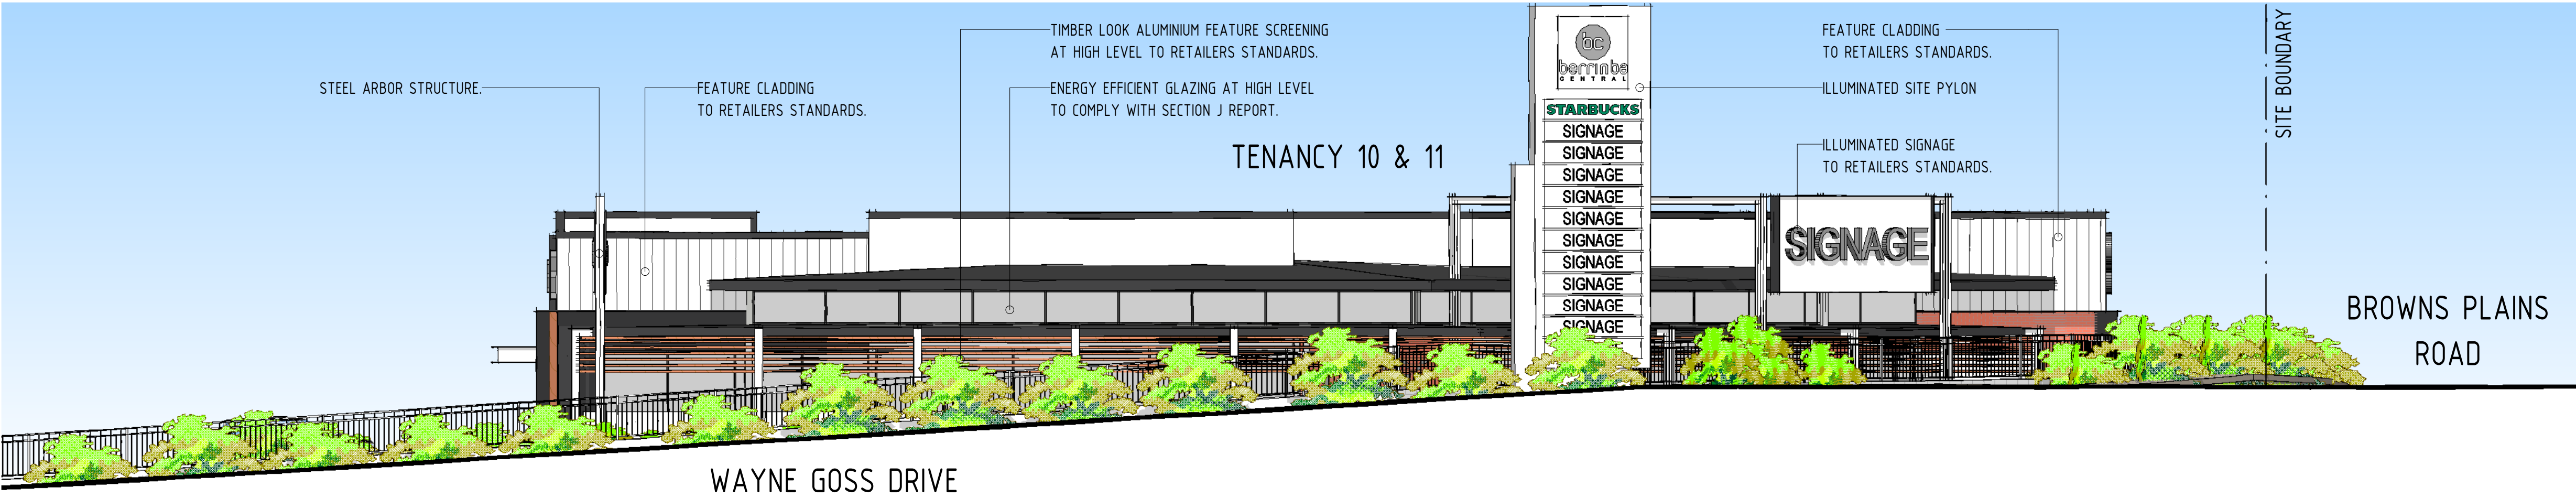 TIMBER LOOK ALUMINIUM FEATURE SCREENING
AT HIGH LEVEL TO RETAILERS STANDARDS.
STEEL ARBOR STRUCTURE.
FEATURE CLADDING
TO RETAILERS STANDARDS.
ENERGY EFFICIENT GLAZING AT HIGH LEVEL
TO COMPLY WITH SECTION J REPORT.
TENANCY 10 & 11
bc
berrinba
CENTRAL
STARBUCKS
SIGNAGE
SIGNAGE
SIGNAGE
SIGNAGE
SIGNAGE
SIGNAGE
SIGNAGE
SIGNAGE
SIGNAGE
SIGNAGE
FEATURE CLADDING
TO RETAILERS STANDARDS.
ILLUMINATED SITE PYLON
ILLUMINATED SIGNAGE
TO RETAILERS STANDARDS.
SIGNAGE
SITE BOUNDARY
BROWNS PLAINS
ROAD
WAYNE GOSS DRIVE